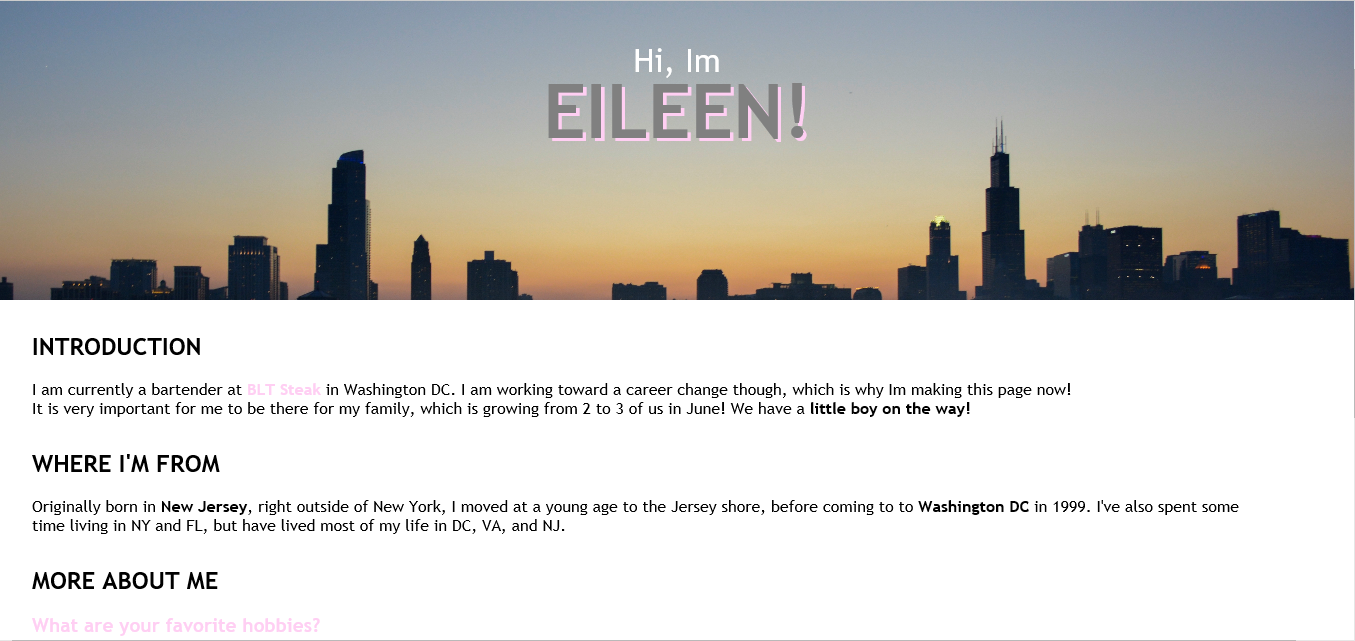 Hi, Im
EILEEN!
INTRODUCTION
I am currently a bartender at BLT Steak in Washington DC. I am working toward a career change though, which is why Im making this page now!
It is very important for me to be there for my family, which is growing from 2 to 3 of us in June! We have a little boy on the way!
WHERE I'M FROM
Originally born in New Jersey, right outside of New York, I moved at a young age to the Jersey shore, before coming to to Washington DC in 1999. I've also spent some
time living in NY and FL, but have lived most of my life in DC, VA, and NJ.
MORE ABOUT ME
What are your favorite hobbies?